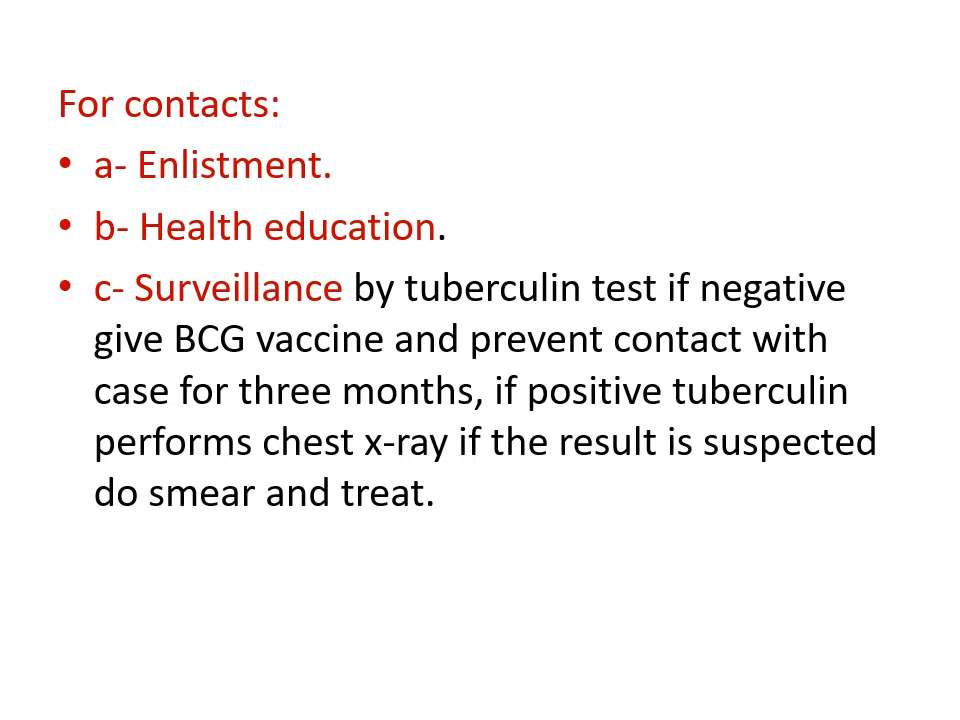 For contacts:
• a- Enlistment.
• b- Health education.
• c- Surveillance by tuberculin test if negative
give BCG vaccine and prevent contact with
case for three months, if positive tuberculin
performs chest x-ray if the result is suspected
do smear and treat.